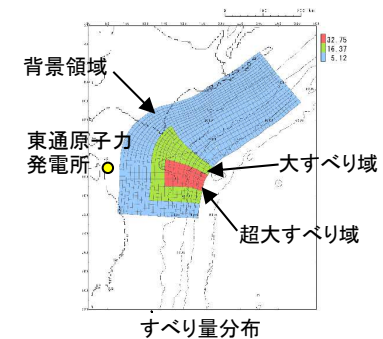 32.75
16.37
5.12
背景領域
東通原子力
発電所
大すべり域
超大すべり域
すべり量分布